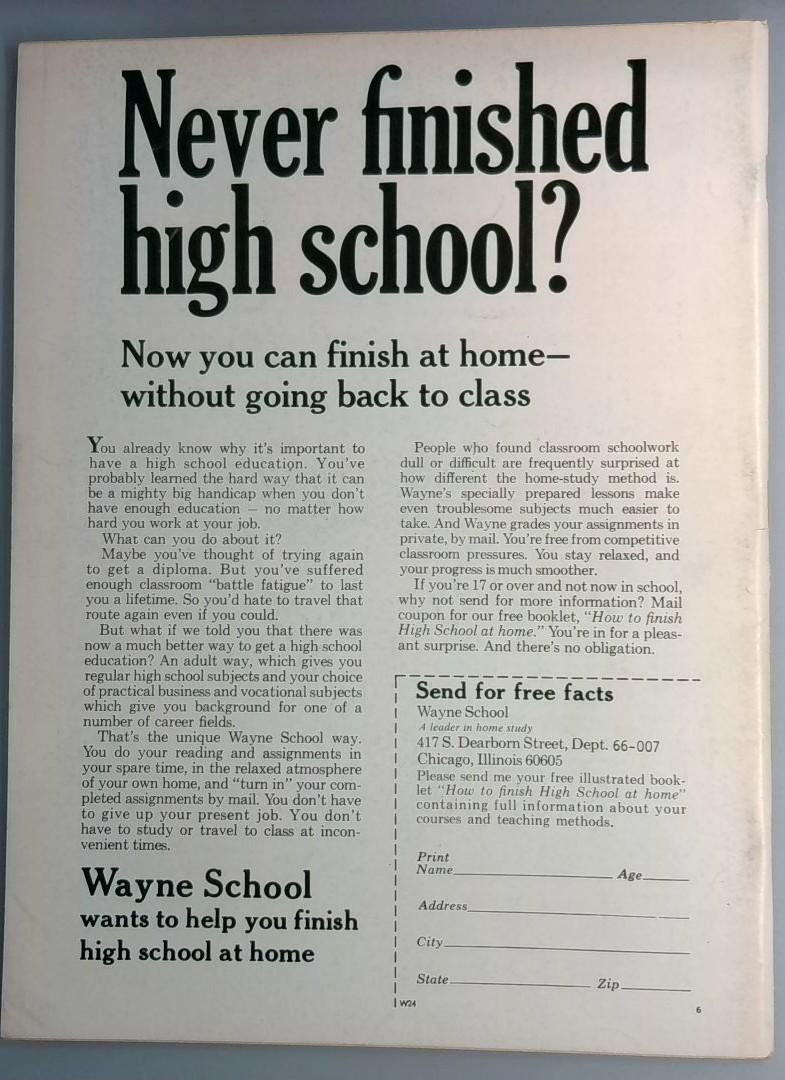 Never finished
high school?
Now you can finish at home—
without going back to class
You already know why it's important to
have a high school education. You've
probably learned the hard way that it can
be a mighty big handicap when you don't
have enough education — no matter how
hard you work at your job.
What can you do about it?
Maybe you've thought of trying again
to get a diploma. But you've suffered
enough classroom "battle fatigue" to last
you a lifetime. So you'd hate to travel that
route again even if you could.
But what if we told you that there was
now a much better way to get a high school
education? An adult way, which gives you
regular high school subjects and your choice
of practical business and vocational subjects
which give you background for one of a
number of career fields.
That's the unique Wayne School way.
You do your reading and assignments in
your spare time, in the relaxed atmosphere
of your own home, and "turn in" your com-
pleted assignments by mail. You don't have
to give up your present job. You don't
have to study or travel to class at incon-
venient times.
Wayne School
wants to help you finish
high school at home
People who found classroom schoolwork
dull or difficult are frequently surprised at
how different the home-study method is.
Wayne's specially prepared lessons make
even troublesome subjects much easier to
take. And Wayne grades your assignments in
private, by mail. You're free from competitive
classroom pressures. You stay relaxed, and
your progress is much smoother.
If you're 17 or over and not now in school,
why not send for more information? Mail
coupon for our free booklet, "How to finish
High School at home." You're in for a pleas-
ant surprise. And there's no obligation.
Send for free facts
Wayne School
A leader in home study
417 S. Dearborn Street, Dept. 66-007
Chicago, Illinois 60605
Please send me your free illustrated book-
let "How to finish High School at home"
containing full information about your
courses and teaching methods.
Print
Name Age
Address
City
State Zip
W24
6